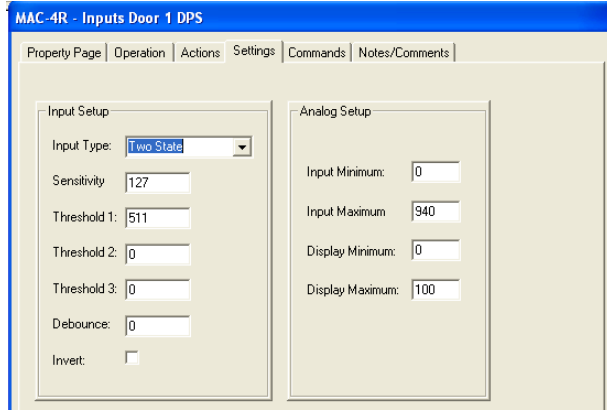 MAC-4R - Inputs Door 1 DPS
Property Page Operation Actions Settings Commands Notes/Comments
Input Setup
Input Type: Two State
Sensitivity 127
Threshold 1: 511
Threshold 2: 0
Threshold 3: 0
Debounce: 0
Invert:
Analog Setup
Input Minimum: 0
Input Maximum 940
Display Minimum: 0
Display Maximum: 100